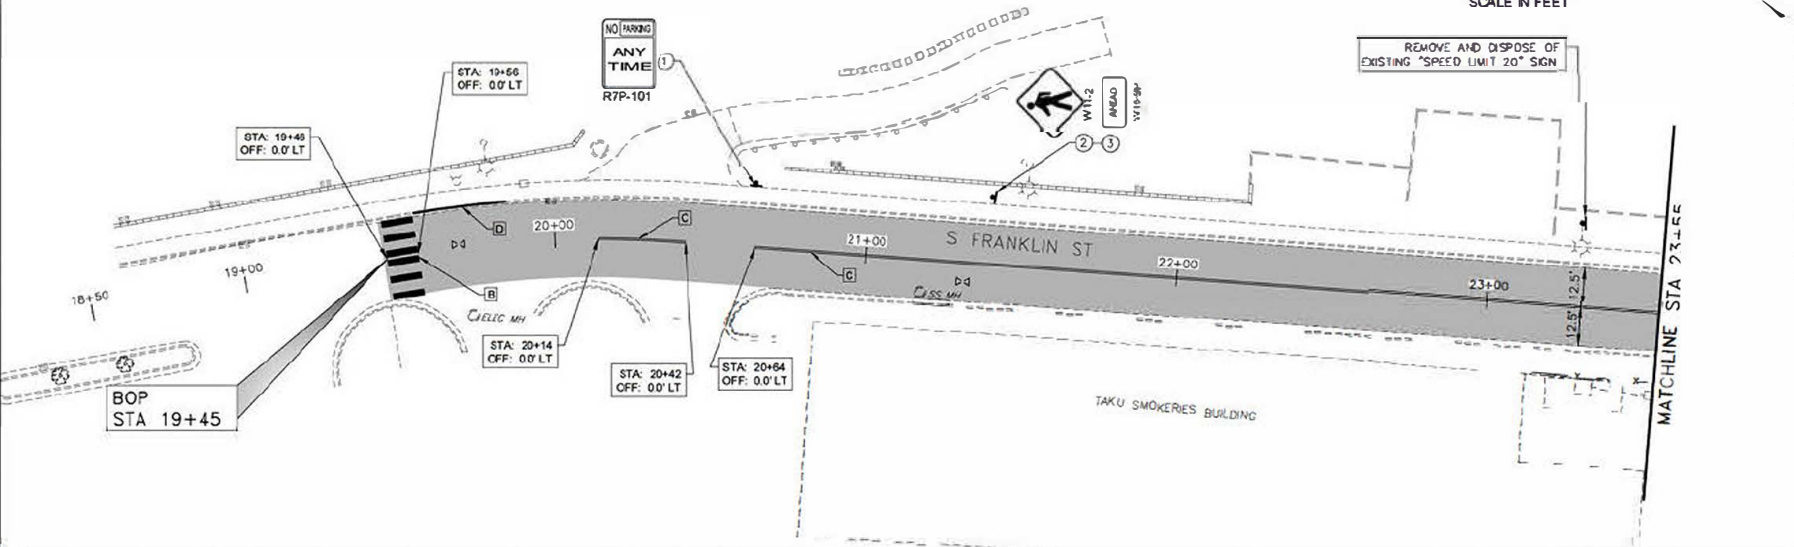 SCALE IN FEET
NO PARKING
ANY
TIME
R7P-101
1
REMOVE AND DISPOSE OF
EXISTING "SPEED LIMIT 20" SIGN
STA: 19+56
OFF: 0.0' LT
W11-2
AHEAD
STA: 19+46
OFF: 0.0' LT
2
3
D
C
20+00
21+00
S FRANKLIN ST
22+00
23+00
12.5'
12.5'
19+00
18+50
B
C
ELEC MH
SS MH
STA: 20+14
OFF: 0.0' LT
STA: 20+42
OFF: 0.0' LT
STA: 20+64
OFF: 0.0' LT
BOP
STA 19+45
TAKU SMOKERIES BUILDING
MATCHLINE STA 23+55